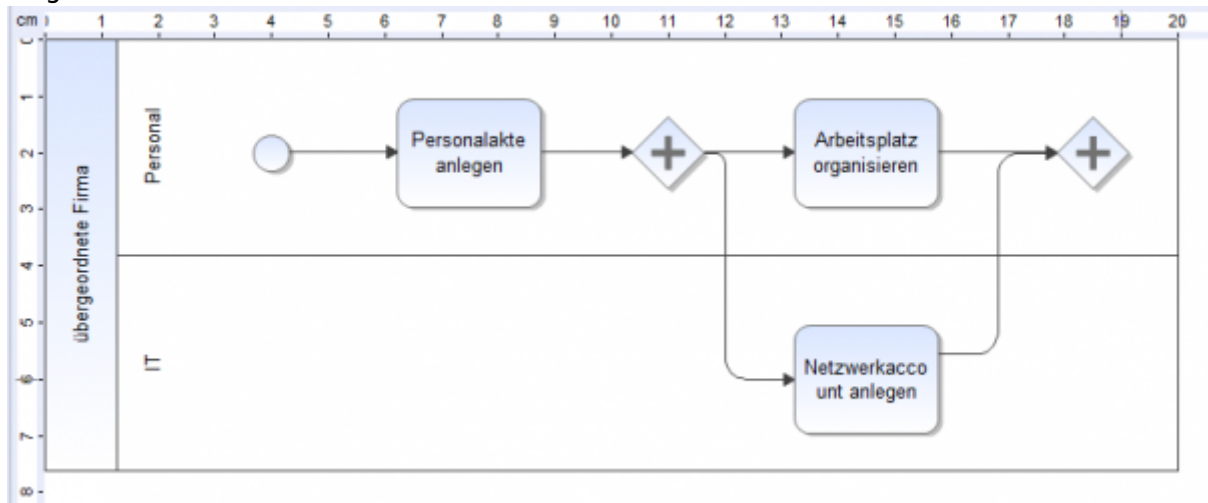 cm 1 2 3 4 5 6 7 8 9 10 11 12 13 14 15 16 17 18 19 20
0
1
2
3
4
5
6
7
8
übergeordnete Firma
Personal
Personalakte
anlegen
Arbeitsplatz
organisieren
IT
Netzwerkacco
unt anlegen